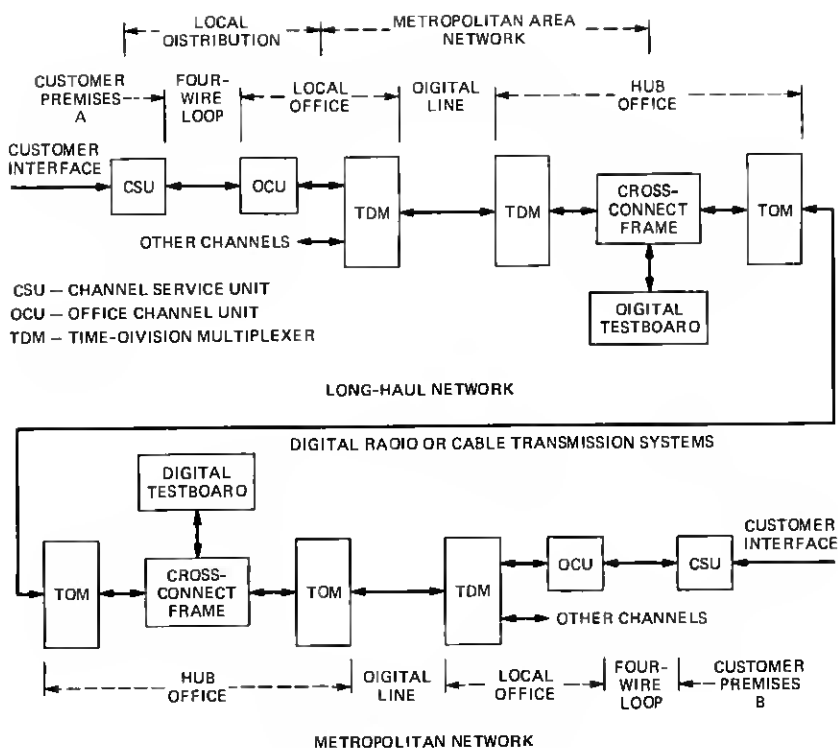 LOCAL DISTRIBUTION
METROPOLITAN AREA NETWORK
CUSTOMER PREMISES A
FOUR-WIRE LOOP
LOCAL OFFICE
OIGITAL LINE
HUB OFFICE
CUSTOMER INTERFACE
CSU
OCU
TDM
TDM
CROSS-CONNECT FRAME
TOM
OTHER CHANNELS
CSU – CHANNEL SERVICE UNIT
OCU – OFFICE CHANNEL UNIT
TDM – TIME-OIVISION MULTIPLEXER
OIGITAL TESTBOARO
LONG-HAUL NETWORK
DIGITAL RADIO OR CABLE TRANSMISSION SYSTEMS
DIGITAL TESTBOARO
CUSTOMER INTERFACE
TOM
CROSS-CONNECT FRAME
TOM
TDM
OCU
CSU
OTHER CHANNELS
HUB OFFICE
OIGITAL LINE
LOCAL OFFICE
FOUR-WIRE LOOP
CUSTOMER PREMISES B
METROPOLITAN NETWORK